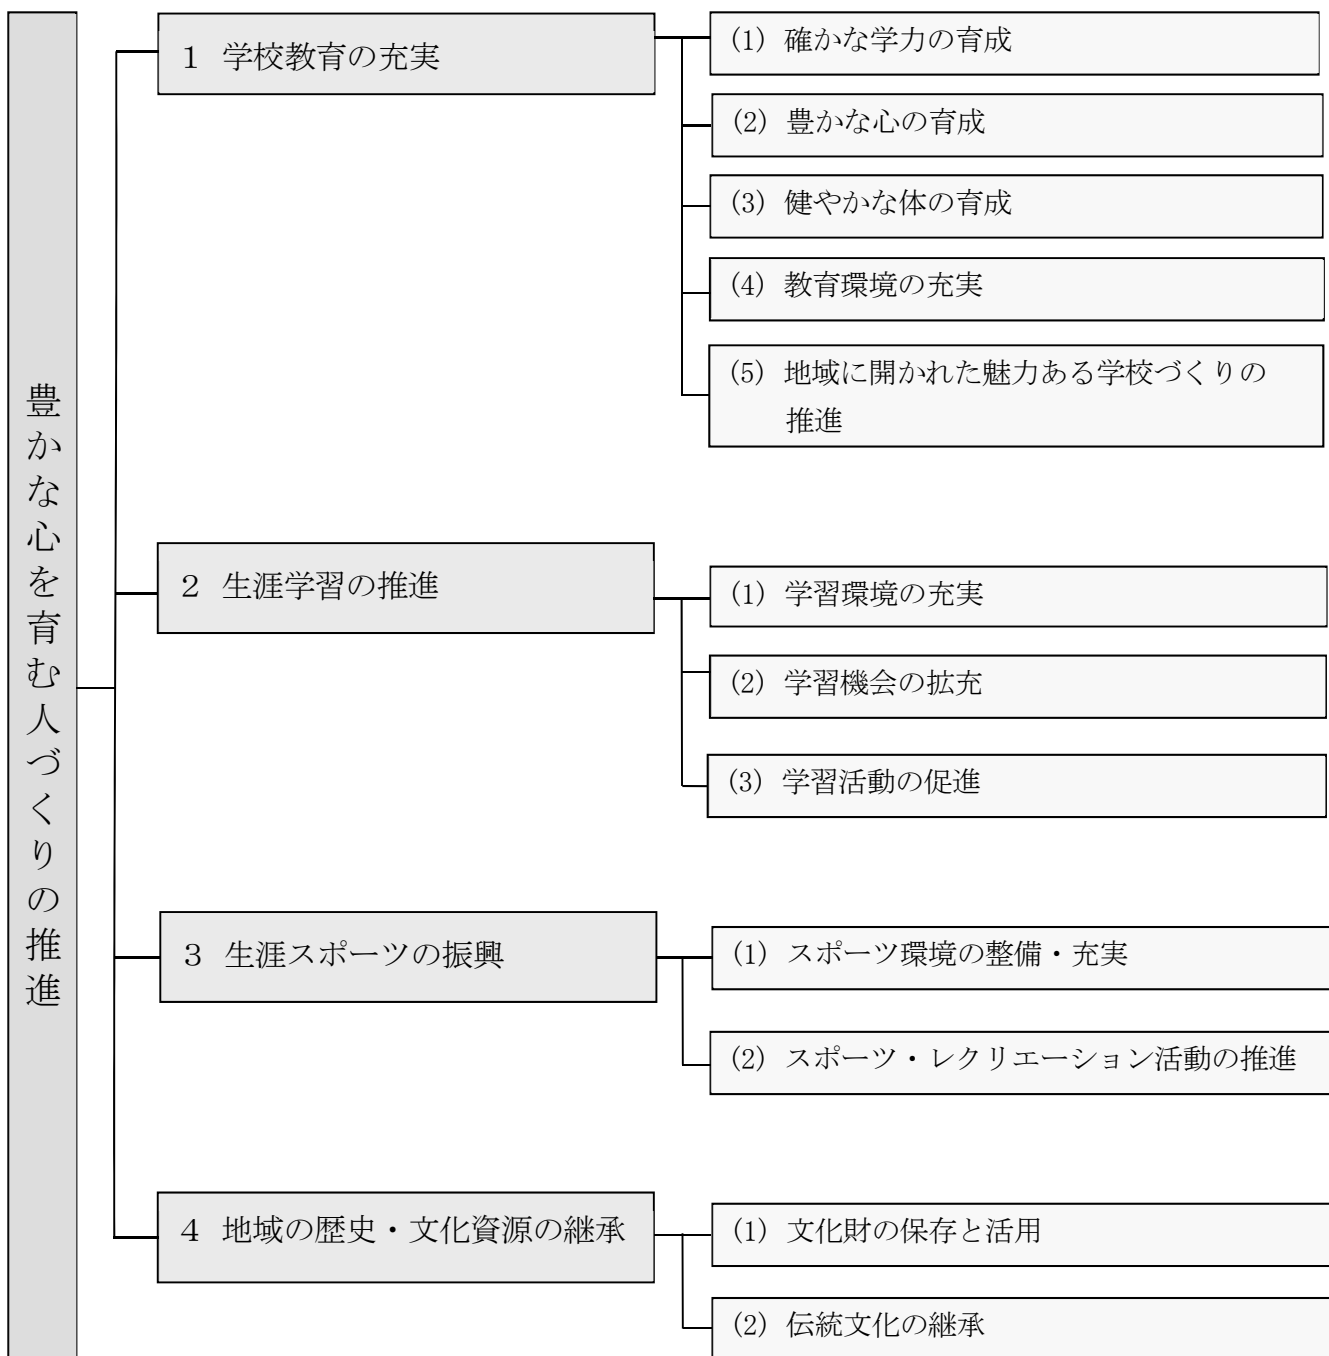 豊かな心を育む人づくりの推進
1 学校教育の充実
(1) 確かな学力の育成
(2) 豊かな心の育成
(3) 健やかな体の育成
(4) 教育環境の充実
(5) 地域に開かれた魅力ある学校づくりの
推進
2 生涯学習の推進
(1) 学習環境の充実
(2) 学習機会の拡充
(3) 学習活動の促進
3 生涯スポーツの振興
(1) スポーツ環境の整備・充実
(2) スポーツ・レクリエーション活動の推進
4 地域の歴史・文化資源の継承
(1) 文化財の保存と活用
(2) 伝統文化の継承